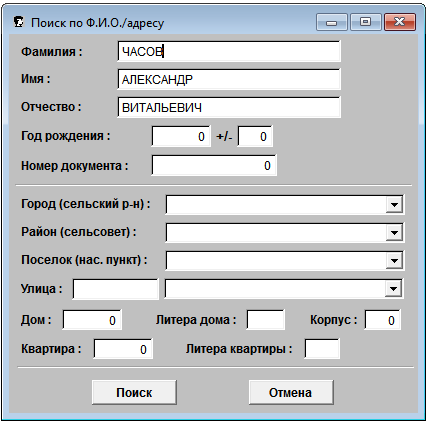 Поиск по Ф.И.О./адресу
Фамилия : ЧАСОВ
Имя : АЛЕКСАНДР
Отчество : ВИТАЛЬЕВИЧ
Год рождения : 0 +/- 0
Номер документа : 0
Город (сельский р-н) :
Район (сельсовет) :
Поселок (нас. пункт) :
Улица :
Дом : 0 Литера дома : Корпус : 0
Квартира : 0 Литера квартиры :
Поиск Отмена